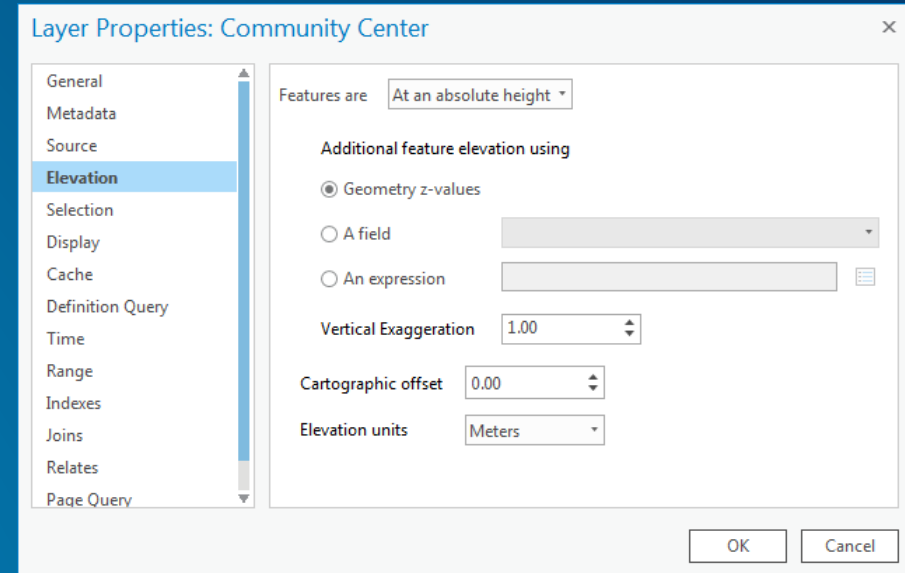 Layer Properties: Community Center
General
Metadata
Source
Elevation
Selection
Display
Cache
Definition Query
Time
Range
Indexes
Joins
Relates
Page Query
Features are At an absolute height
Additional feature elevation using
Geometry z-values
A field
An expression
Vertical Exaggeration 1.00
Cartographic offset 0.00
Elevation units Meters
OK Cancel